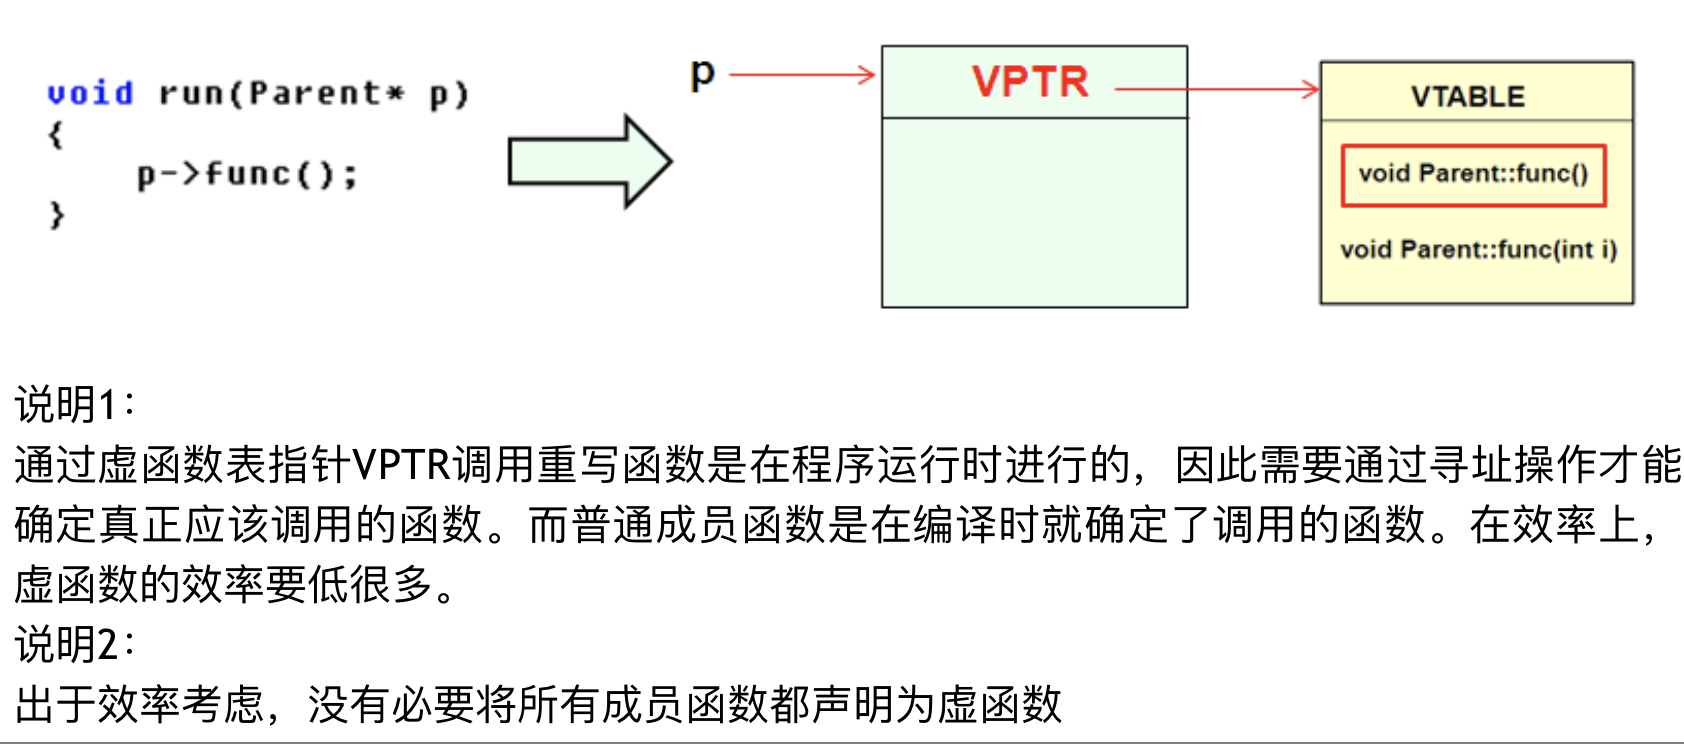 void run(Parent* p)
{
p->func();
}
p
VPTR
VTABLE
void Parent::func()
void Parent::func(int i)
说明1：
通过虚函数表指针VPTR调用重写函数是在程序运行时进行的，因此需要通过寻址操作才能
确定真正应该调用的函数。而普通成员函数是在编译时就确定了调用的函数。在效率上，
虚函数的效率要低很多。
说明2：
出于效率考虑，没有必要将所有成员函数都声明为虚函数